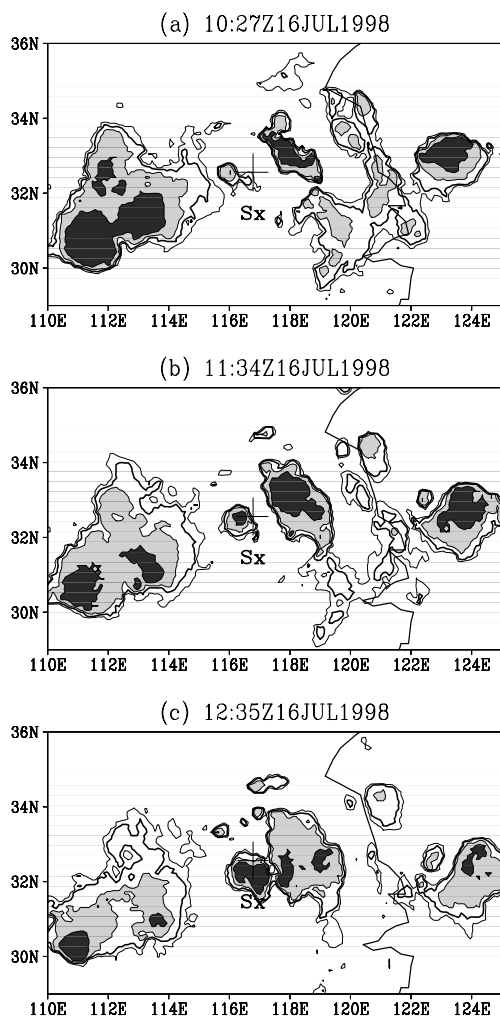 (a) 10:27Z16JUL1998
36N
34N
32N
Sx
30N
110E 112E 114E 116E 118E 120E 122E 124E
(b) 11:34Z16JUL1998
36N
34N
32N
Sx
30N
110E 112E 114E 116E 118E 120E 122E 124E
(c) 12:35Z16JUL1998
36N
34N
32N
Sx
30N
110E 112E 114E 116E 118E 120E 122E 124E